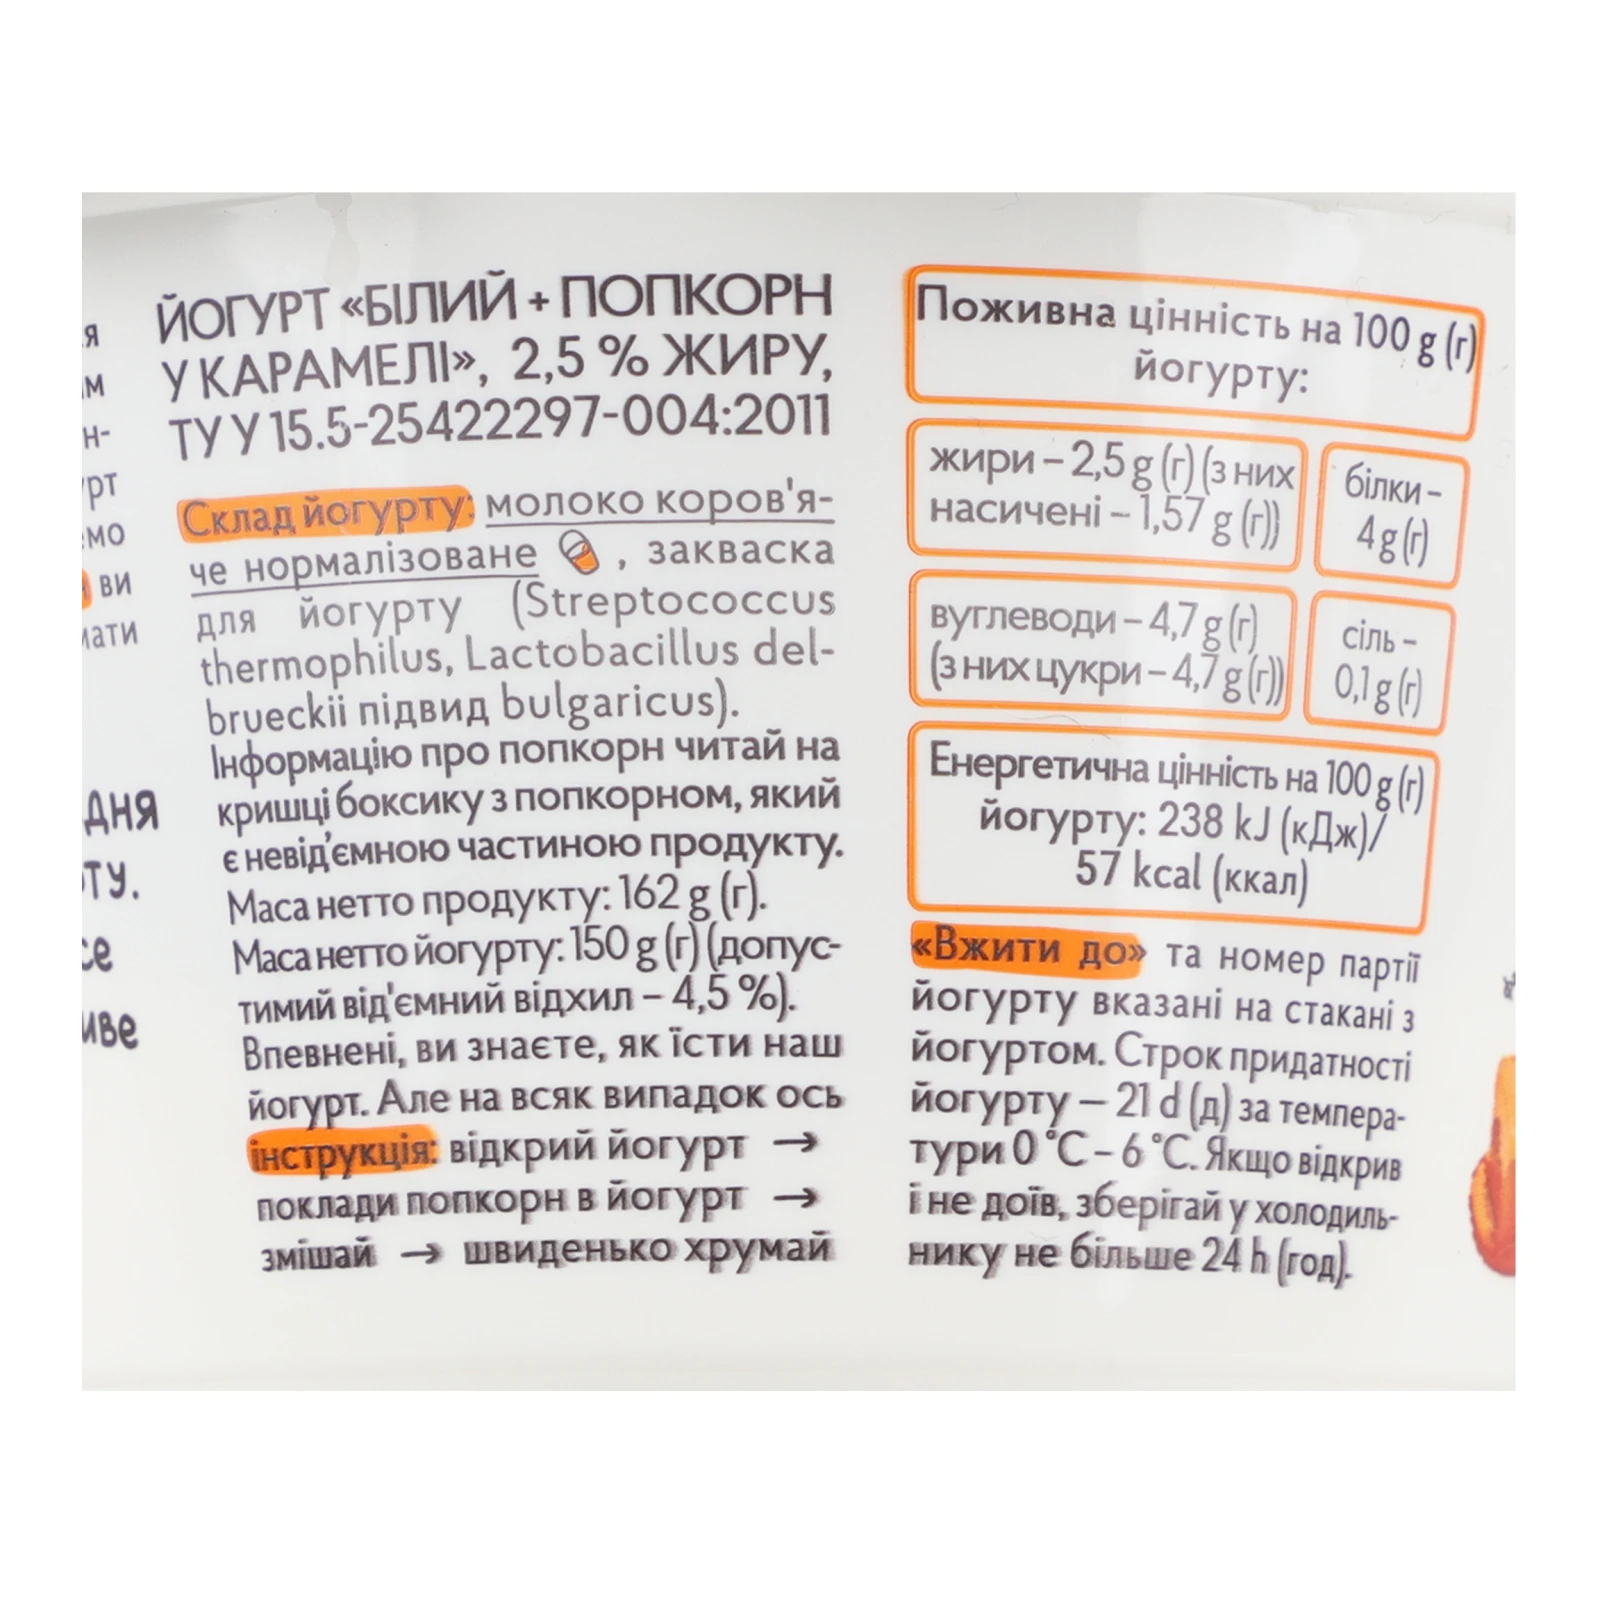 ЙОГУРТ «БІЛИЙ + ПОПКОРН
У КАРАМЕЛІ», 2,5 % ЖИРУ,
ТУ У 15.5-25422297-004:2011
Склад йогурту: молоко коров'я-
че нормалізоване , закваска
для йогурту (Streptococcus
thermophilus, Lactobacillus del-
brueckii підвид bulgaricus).
Інформацію про попкорн читай на
кришці боксику з попкорном, який
є невід'ємною частиною продукту.
Маса нетто продукту: 162 g (г).
Маса нетто йогурту: 150 g (г) (допус-
тимий від'ємний відхил – 4,5 %).
Впевнені, ви знаєте, як їсти наш
йогурт. Але на всяк випадок ось
інструкція: відкрий йогурт →
поклади попкорн в йогурт →
змішай → швиденько хрумай
Поживна цінність на 100 g (г)
йогурту:
жири – 2,5 g (г) (з них
насичені – 1,57 g (г))
білки –
4 g (г)
вуглеводи – 4,7 g (г)
(з них цукри – 4,7 g (г))
сіль –
0,1 g (г)
Енергетична цінність на 100 g (г)
йогурту: 238 kJ (кДж)/
57 kcal (ккал)
«Вжити до» та номер партії
йогурту вказані на стакані з
йогуртом. Строк придатності
йогурту – 21 d (д) за темпера-
тури 0 °C – 6 °C. Якщо відкрив
і не доїв, зберігай у холодиль-
нику не більше 24 h (год).